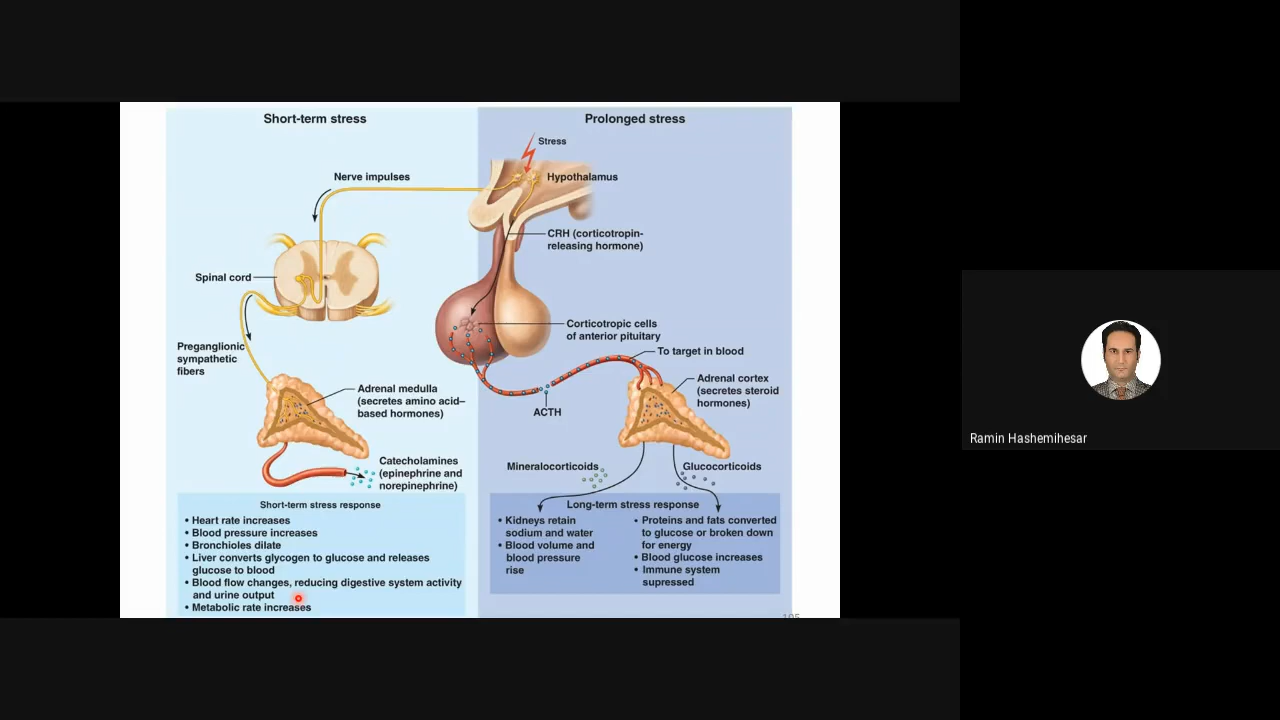 Short-term stress
Prolonged stress
Stress
Nerve impulses
Hypothalamus
CRH (corticotropin-
releasing hormone)
Spinal cord
Corticotropic cells
of anterior pituitary
Preganglionic
sympathetic
fibers
To target in blood
Adrenal medulla
(secretes amino acid–
based hormones)
Adrenal cortex
(secretes steroid
hormones)
ACTH
Catecholamines
(epinephrine and
norepinephrine)
Mineralocorticoids
Glucocorticoids
Short-term stress response
• Heart rate increases
• Blood pressure increases
• Bronchioles dilate
• Liver converts glycogen to glucose and releases
glucose to blood
• Blood flow changes, reducing digestive system activity
and urine output
• Metabolic rate increases
Long-term stress response
• Kidneys retain
sodium and water
• Blood volume and
blood pressure
rise
• Proteins and fats converted
to glucose or broken down
for energy
• Blood glucose increases
• Immune system
supressed
Ramin Hashemihesar